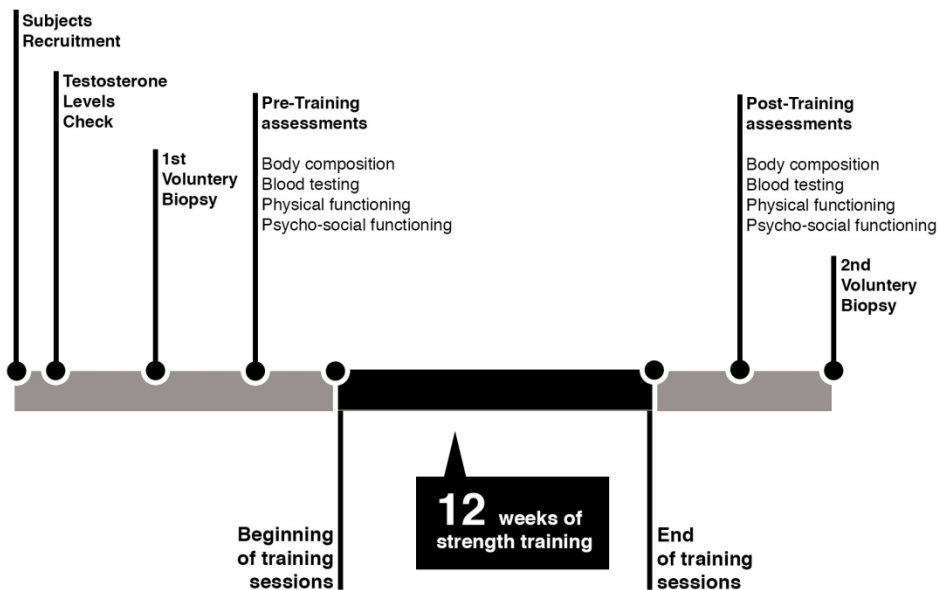 Subjects
Recruitment
Testosterone
Levels
Check
1st
Voluntery
Biopsy
Pre-Training
assessments
Body composition
Blood testing
Physical functioning
Psycho-social functioning
Post-Training
assessments
Body composition
Blood testing
Physical functioning
Psycho-social functioning
2nd
Voluntery
Biopsy
Beginning
of training
sessions
12 weeks of
strength training
End
of training
sessions